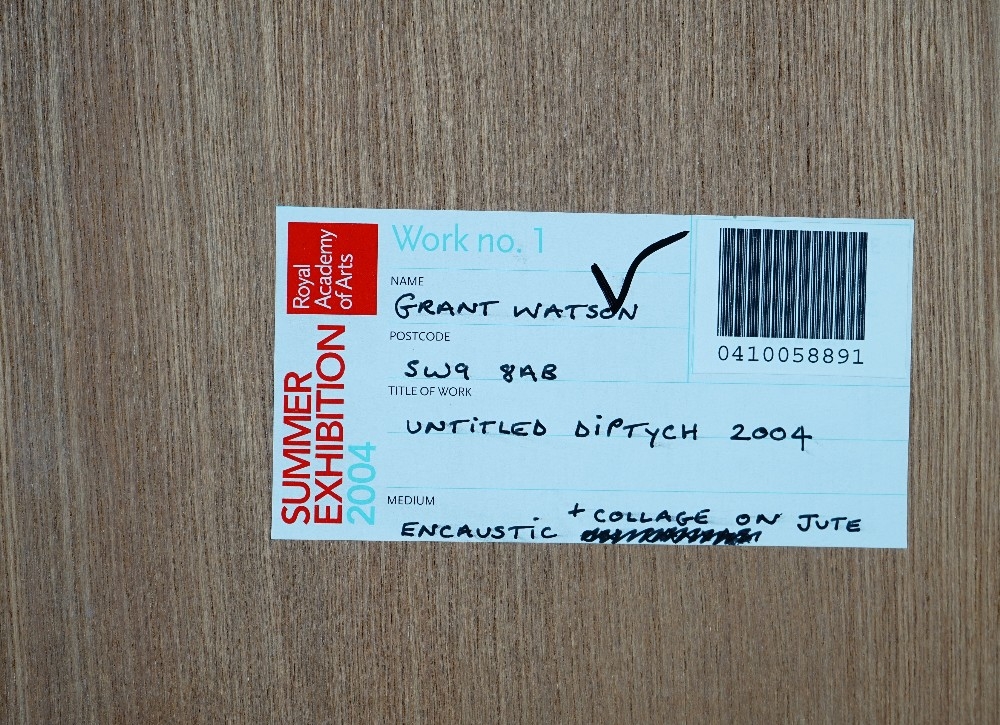 Royal
Academy
of Arts
SUMMER
EXHIBITION
2004
Work no. 1
NAME
GRANT WATSON
POSTCODE
SW9 8AB
TITLE OF WORK
UNTITLED DIPTYCH 2004
MEDIUM
ENCAUSTIC + COLLAGE ON JUTE
0410058891